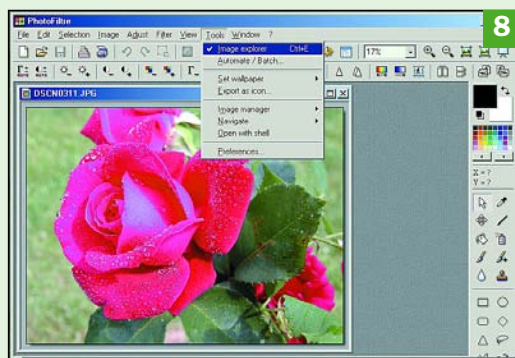 PhotoFiltre
8
File Edit Selection Image Adjust Filter View Tools Window ?
17%
Image explorer Ctrl+E
Automate / Batch...
Set wallpaper
Export as icon...
Image manager
Navigate
Open with shell
Preferences...
DSCN0311.JPG
X = ?
Y = ?